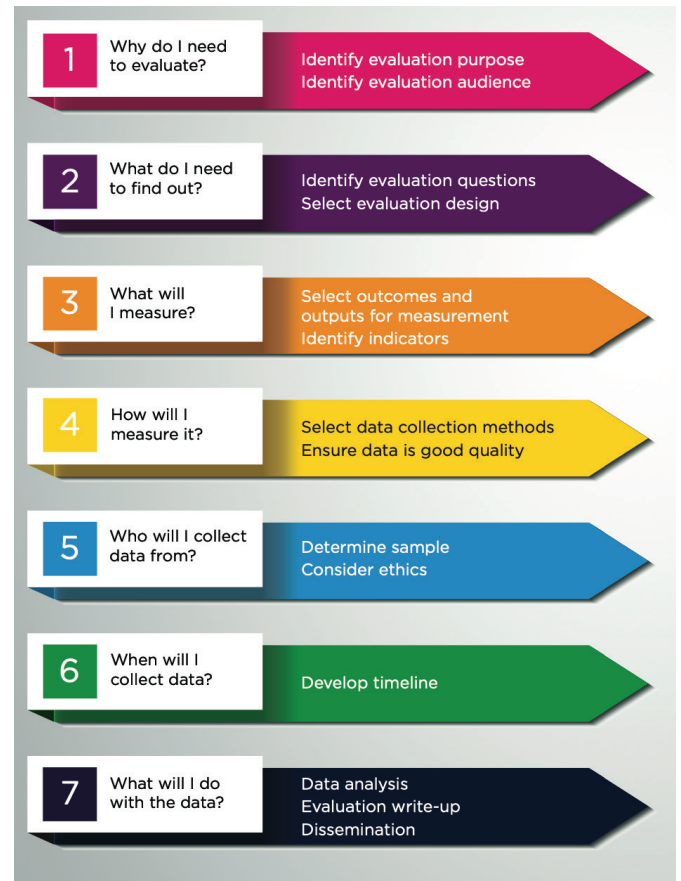 1
Why do I need
to evaluate?
Identify evaluation purpose
Identify evaluation audience
2
What do I need
to find out?
Identify evaluation questions
Select evaluation design
3
What will
I measure?
Select outcomes and
outputs for measurement
Identify indicators
4
How will I
measure it?
Select data collection methods
Ensure data is good quality
5
Who will I collect
data from?
Determine sample
Consider ethics
6
When will I
collect data?
Develop timeline
7
What will I do
with the data?
Data analysis
Evaluation write-up
Dissemination